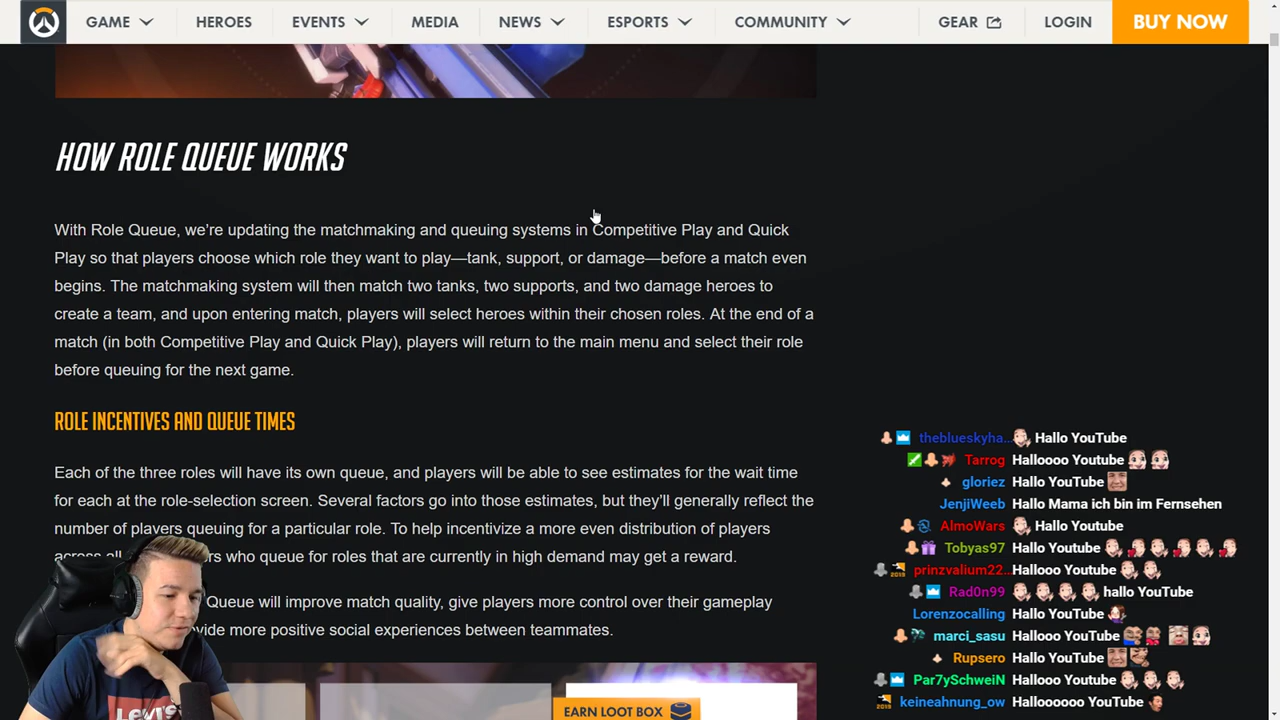 GAME HEROES EVENTS MEDIA NEWS ESPORTS COMMUNITY GEAR LOGIN BUY NOW
HOW ROLE QUEUE WORKS
With Role Queue, we’re updating the matchmaking and queuing systems in Competitive Play and Quick
Play so that players choose which role they want to play—tank, support, or damage—before a match even
begins. The matchmaking system will then match two tanks, two supports, and two damage heroes to
create a team, and upon entering match, players will select heroes within their chosen roles. At the end of a
match (in both Competitive Play and Quick Play), players will return to the main menu and select their role
before queuing for the next game.
ROLE INCENTIVES AND QUEUE TIMES
Each of the three roles will have its own queue, and players will be able to see estimates for the wait time
for each at the role-selection screen. Several factors go into those estimates, but they’ll generally reflect the
number of players queuing for a particular role. To help incentivize a more even distribution of players
across all who queue for roles that are currently in high demand may get a reward.
Queue will improve match quality, give players more control over their gameplay
more positive social experiences between teammates.
EARN LOOT BOX
theblueskyha... Hallo YouTube
Tarrog Halloooo Youtube
gloriez Hallo YouTube
JenjiWeeb Hallo Mama ich bin im Fernsehen
AlmoWars Hallo Youtube
Tobyas97 Hallo Youtube
prinzvalium22... Hallooo Youtube
Rad0n99 hallo YouTube
Lorenzocalling Hallo YouTube
marci_sasu Hallooo YouTube
Rupsero Hallo YouTube
Par7ySchweiN Hallooo Youtube
keineahnung_ow Hallooooo YouTube
Levi's